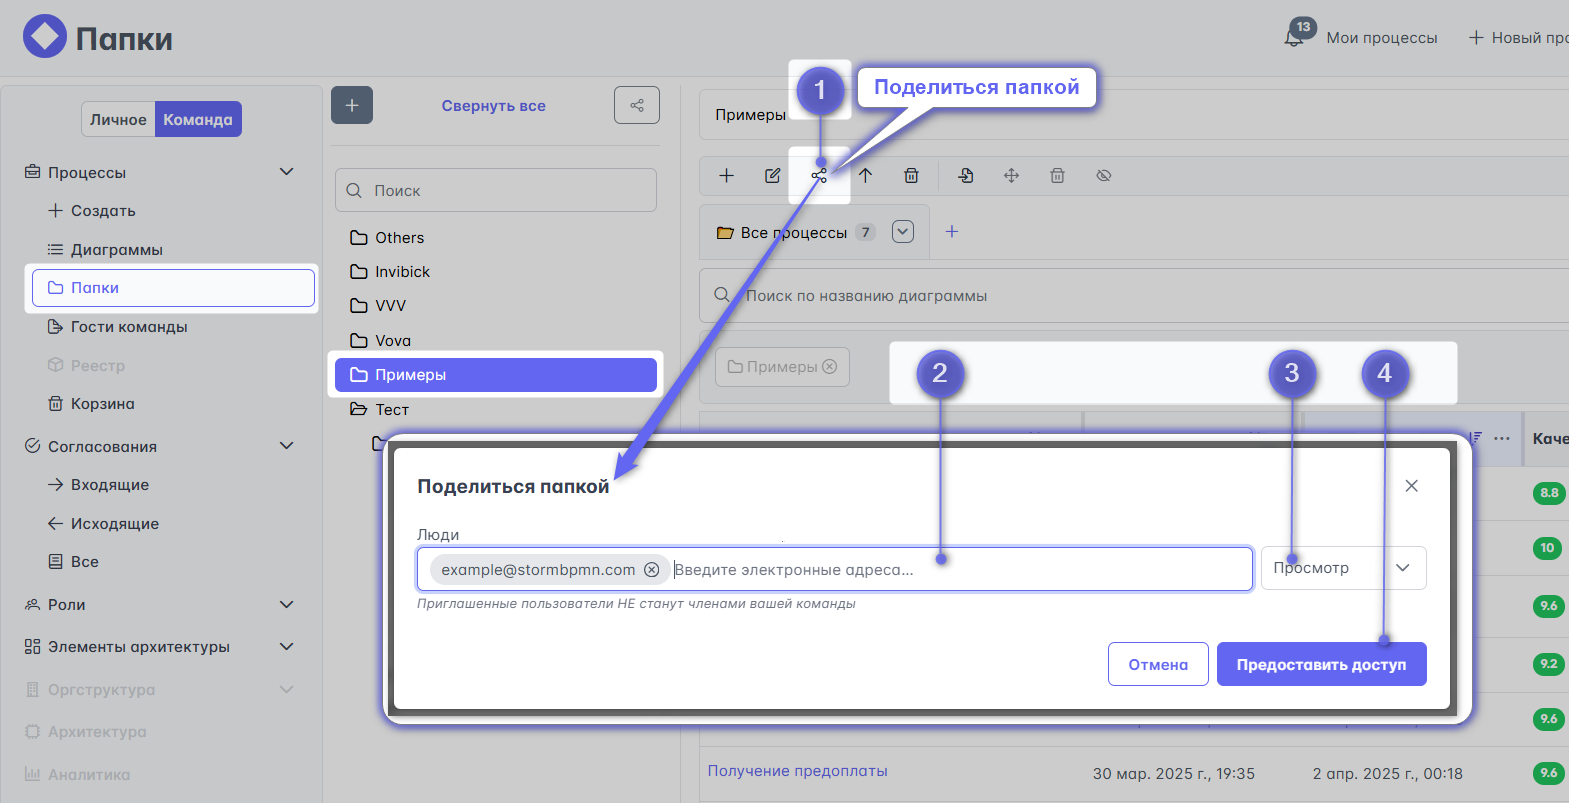 Папки
13
Мои процессы
Новый про
Личное
Команда
Процессы
Создать
Диаграммы
Папки
Гости команды
Реестр
Корзина
Согласования
Входящие
Исходящие
Все
Роли
Элементы архитектуры
Оргструктура
Архитектура
Аналитика
Свернуть все
Поиск
Others
Invibick
VVV
Vova
Примеры
Тест
1
Поделиться папкой
Примеры
Все процессы 7
Поиск по названию диаграммы
Примеры
2
3
4
Каче
8.8
10
9.6
9.2
9.6
Поделиться папкой
Люди
example@stormbpmn.com
Введите электронные адреса...
Просмотр
Приглашенные пользователи НЕ станут членами вашей команды
Отмена
Предоставить доступ
Получение предоплаты
30 мар. 2025 г., 19:35
2 апр. 2025 г., 00:18
9.6